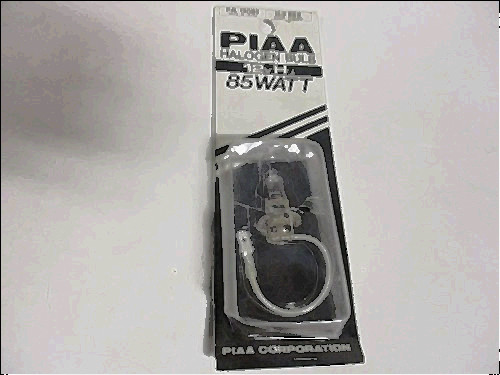 PIAA
HALOGEN BULB
85WATT
PIAA CORPORATION